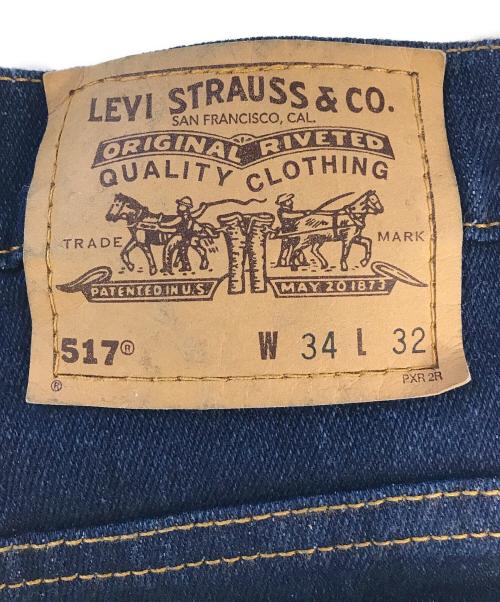 LEVI STRAUSS & CO.
SAN FRANCISCO, CAL.
ORIGINAL RIVETED
QUALITY CLOTHING
TRADE MARK
PATENTED IN U.S. MAY 20 1873
517® W 34 L 32
® PXR 2R